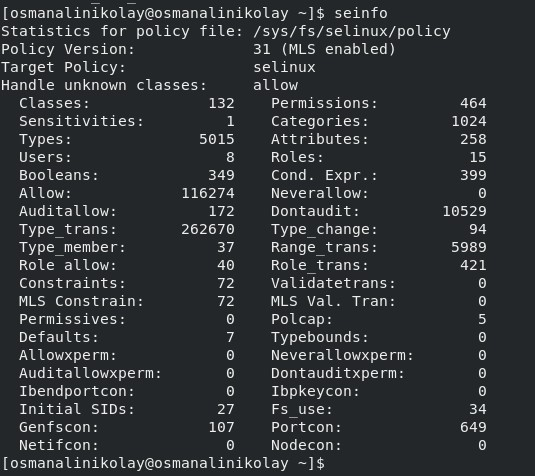 [osmanalinikolay@osmanalinikolay ~]$ seinfo
Statistics for policy file: /sys/fs/selinux/policy
Policy Version:             31 (MLS enabled)
Target Policy:              selinux
Handle unknown classes:     allow
  Classes:             132    Permissions:         464
  Sensitivities:         1    Categories:         1024
  Types:              5015    Attributes:          258
  Users:                 8    Roles:                15
  Booleans:            349    Cond. Expr.:         399
  Allow:            116274    Neverallow:            0
  Auditallow:          172    Dontaudit:         10529
  Type_trans:       262670    Type_change:          94
  Type_member:          37    Range_trans:        5989
  Role allow:           40    Role_trans:          421
  Constraints:          72    Validatetrans:         0
  MLS Constrain:        72    MLS Val. Tran:         0
  Permissives:           0    Polcap:                5
  Defaults:              7    Typebounds:            0
  Allowxperm:            0    Neverallowxperm:       0
  Auditallowxperm:       0    Dontauditxperm:        0
  Ibendportcon:          0    Ibpkeycon:             0
  Initial SIDs:         27    Fs_use:               34
  Genfscon:            107    Portcon:             649
  Netifcon:              0    Nodecon:               0
[osmanalinikolay@osmanalinikolay ~]$